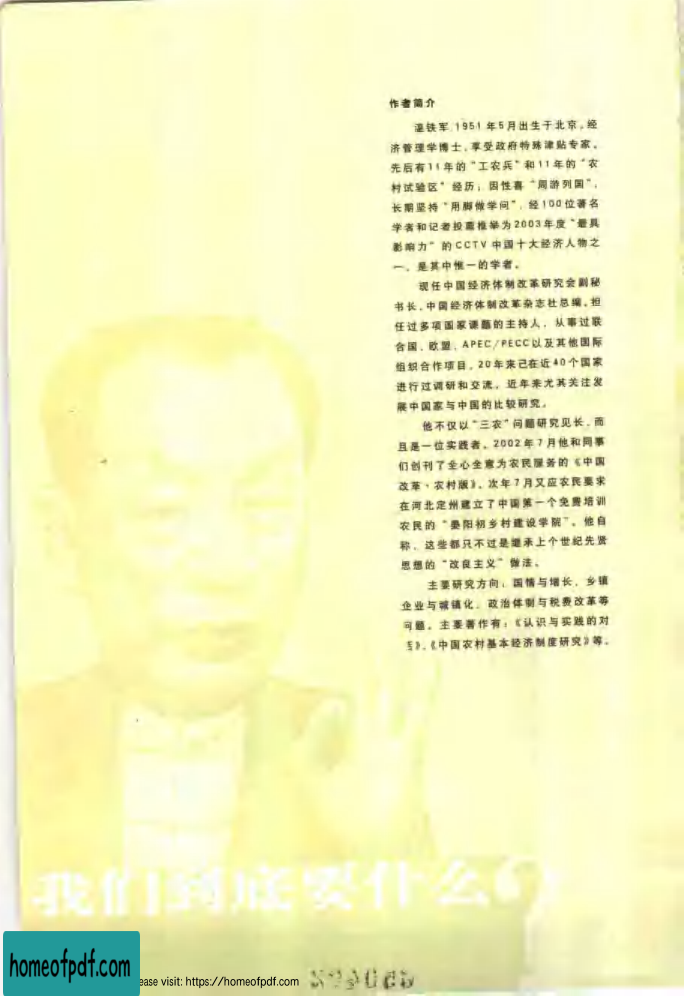 作者简介
温铁军,1951年5月出生于北京。经
济管理学博士,享受政府特殊津贴专家。
先后有11年的“工农兵”和11年的“农
村试验区”经历;因性喜“周游列国”,
长期坚持“用脚做学问”,经100位著名
学者和记者投票推举为2003年度“最具
影响力”的CCTV中国十大经济人物之
一,是其中惟一的学者。
现任中国经济体制改革研究会副秘
书长、中国经济体制改革杂志社总编。担
任过多项国家课题的主持人,从事过联
合国、欧盟、APEC/PECC以及其他国际
组织合作项目,20年来已在近40个国家
进行过调研和交流。近年来尤其关注发
展中国家与中国的比较研究。
他不仅以“三农”问题研究见长,而
且是一位实践者。2002年7月他和同事
们创刊了全心全意为农民服务的《中国
改革·农村版》。次年7月又应农民要求
在河北定州建立了中国第一个免费培训
农民的“晏阳初乡村建设学院”。他自
称,这些都只不过是继承上个世纪先贤
思想的“改良主义”做法。
主要研究方向:国情与增长、乡镇
企业与城镇化、政治体制与税费改革等
问题。主要著作有:《认识与实践的对
》、《中国农村基本经济制度研究》等。
我们到底要什么?
homeofpdf.com
ease visit: https://homeofpdf.com